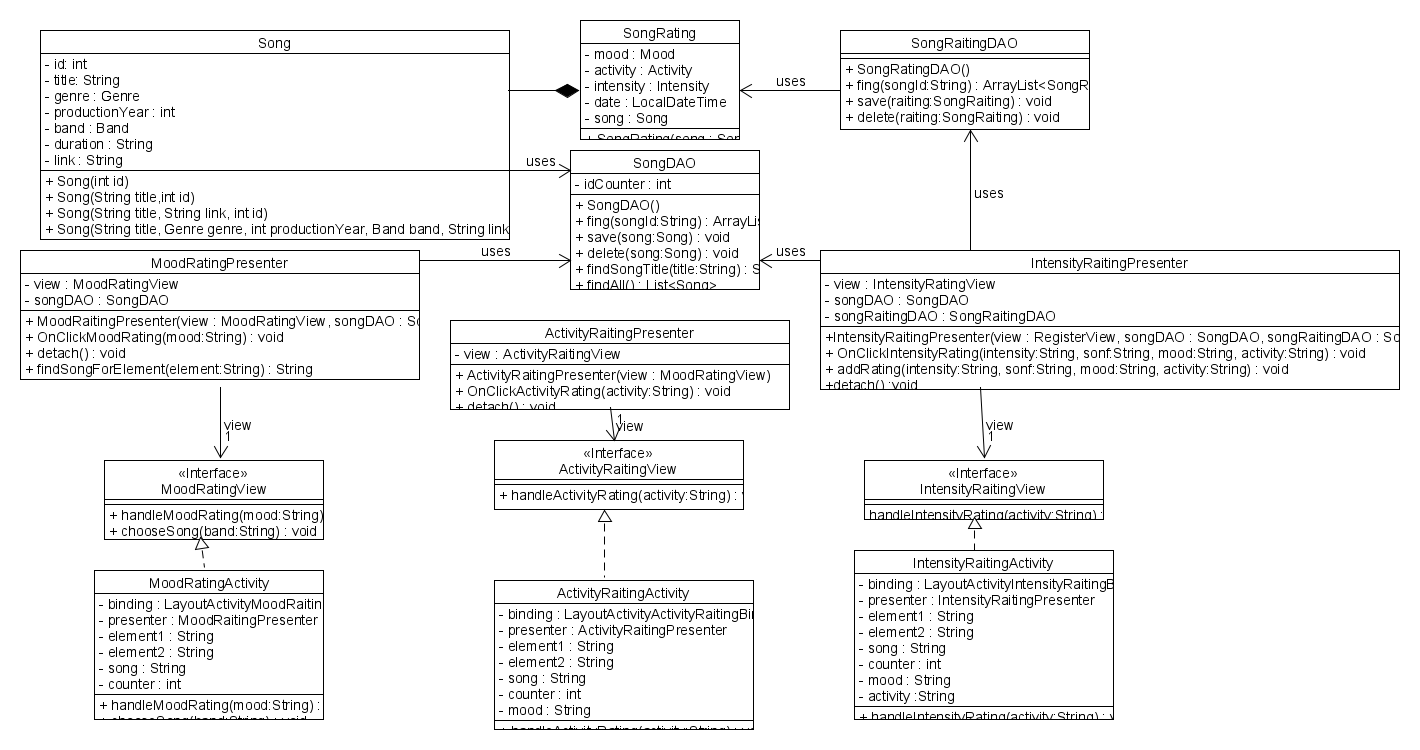 Song
- id: int
- title: String
- genre : Genre
- productionYear : int
- band : Band
- duration : String
- link : String
+ Song(int id)
+ Song(String title,int id)
+ Song(String title, String link, int id)
+ Song(String title, Genre genre, int productionYear, Band band, String link
SongRating
- mood : Mood
- activity : Activity
- intensity : Intensity
- date : LocalDateTime
- song : Song
+ SongRating(song : Son
uses
SongRaitingDAO
+ SongRatingDAO()
+ fing(songId:String) : ArrayList<SongR
+ save(raiting:SongRaiting) : void
+ delete(raiting:SongRaiting) : void
uses
SongDAO
- idCounter : int
+ SongDAO()
+ fing(songId:String) : ArrayLis
+ save(song:Song) : void
+ delete(song:Song) : void
+ findSongTitle(title:String) : S
+ findAll() : List<Song>
uses
uses
uses
MoodRatingPresenter
- view : MoodRatingView
- songDAO : SongDAO
+ MoodRaitingPresenter(view : MoodRatingView, songDAO : So
+ OnClickMoodRating(mood:String) : void
+ detach() : void
+ findSongForElement(element:String) : String
ActivityRaitingPresenter
- view : ActivityRaitingView
+ ActivityRaitingPresenter(view : MoodRatingView)
+ OnClickActivityRating(activity:String) : void
+ detach() : void
IntensityRaitingPresenter
- view : IntensityRatingView
- songDAO : SongDAO
- songRaitingDAO : SongRaitingDAO
+IntensityRaitingPresenter(view : RegisterView, songDAO : SongDAO, songRaitingDAO : So
+ OnClickIntensityRating(intensity:String, sonf:String, mood:String, activity:String) : void
+ addRating(intensity:String, sonf:String, mood:String, activity:String) : void
+detach() :void
view
1
1
view
view
1
«Interface»
MoodRatingView
+ handleMoodRating(mood:String)
+ chooseSong(band:String) : void
«Interface»
ActivityRaitingView
+ handleActivityRating(activity:String) :
«Interface»
IntensityRaitingView
handleIntensityRating(activity:String) :
MoodRatingActivity
- binding : LayoutActivityMoodRaitin
- presenter : MoodRaitingPresenter
- element1 : String
- element2 : String
- song : String
- counter : int
+ handleMoodRating(mood:String) :
+ chooseSong(band:String) : void
ActivityRaitingActivity
- binding : LayoutActivityActivityRaitingBin
- presenter : ActivityRaitingPresenter
- element1 : String
- element2 : String
- song : String
- counter : int
- mood : String
+ handleActivityRating(activity:String) : vo
IntensityRaitingActivity
- binding : LayoutActivityIntensityRaitingB
- presenter : IntensityRaitingPresenter
- element1 : String
- element2 : String
- song : String
- counter : int
- mood : String
- activity :String
+ handleIntensityRating(activity:String) : v